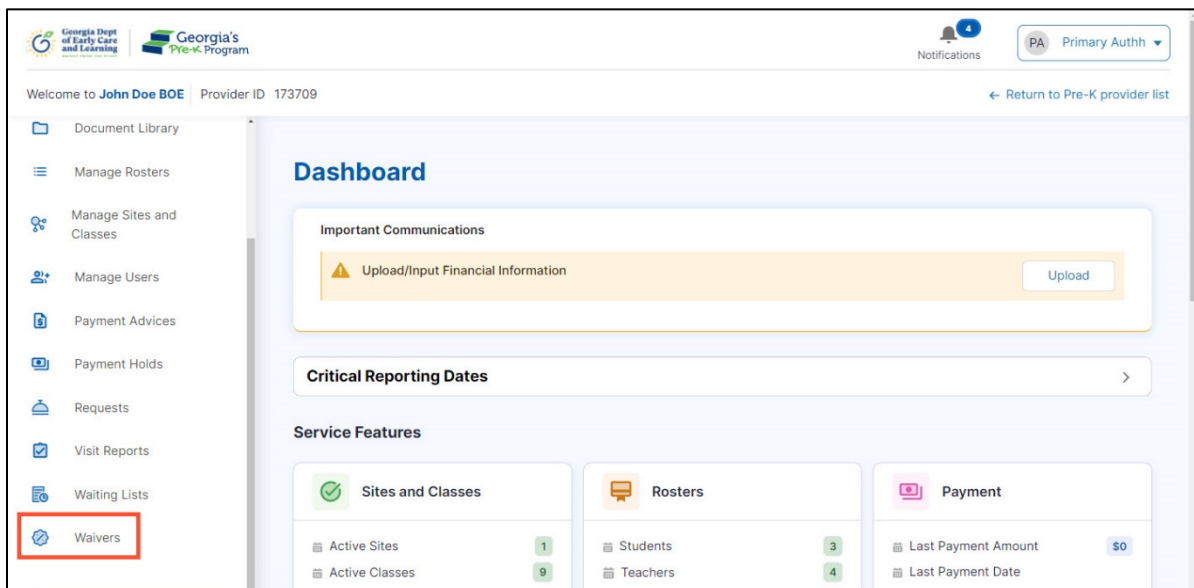 Georgia Dept
of Early Care
and Learning
Georgia's
Pre-K Program
4
Notifications
PA Primary Authh
Welcome to John Doe BOE Provider ID 173709
← Return to Pre-K provider list
Document Library
Manage Rosters
Manage Sites and
Classes
Manage Users
Payment Advices
Payment Holds
Requests
Visit Reports
Waiting Lists
Waivers
Dashboard
Important Communications
Upload/Input Financial Information
Upload
Critical Reporting Dates
Service Features
Sites and Classes
Active Sites 1
Active Classes 9
Rosters
Students 3
Teachers 4
Payment
Last Payment Amount $0
Last Payment Date